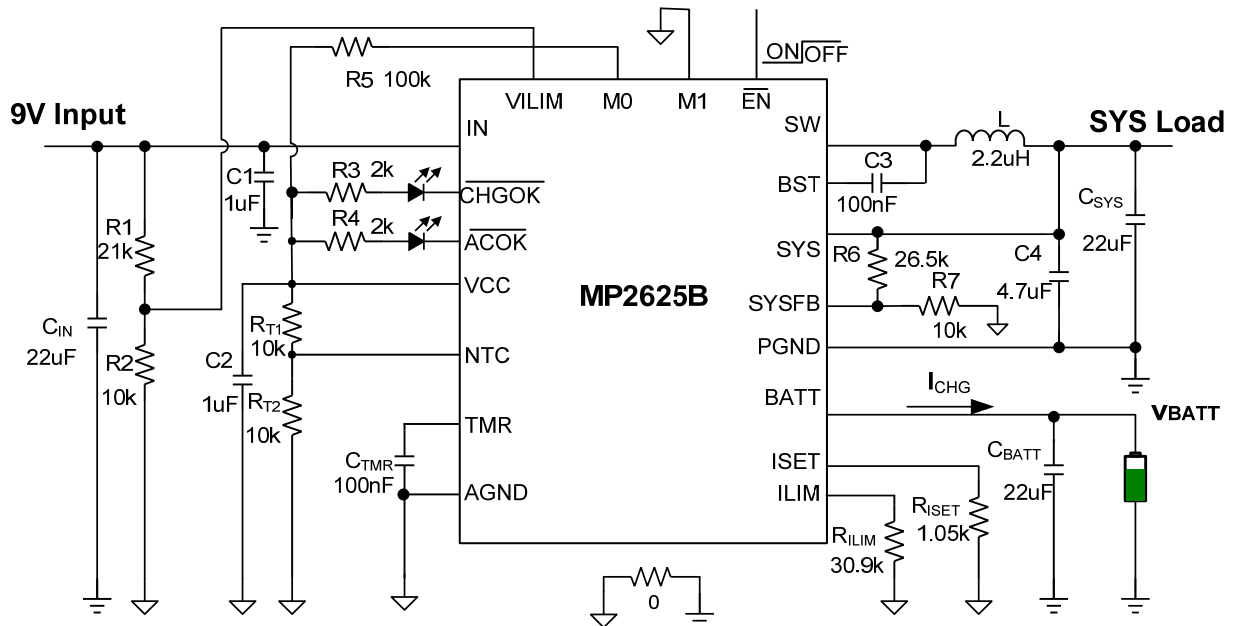 ON OFF
R5 100k
VILIM M0 M1 EN
9V Input
IN
SW
L
2.2uH
SYS Load
C1
1uF
R3 2k
CHGOK
BST
C3
100nF
R4 2k
ACOK
CSYS
22uF
R1
21k
SYS
R6 26.5k
C4
4.7uF
VCC
MP2625B
SYSFB
R7
10k
CIN
22uF
RT1
10k
R2
10k
C2
1uF
NTC
PGND
RT2
10k
BATT
ICHG
VBATT
TMR
CTMR
100nF
ISET
CBATT
22uF
AGND
ILIM
RISET
1.05k
RILIM
30.9k
0